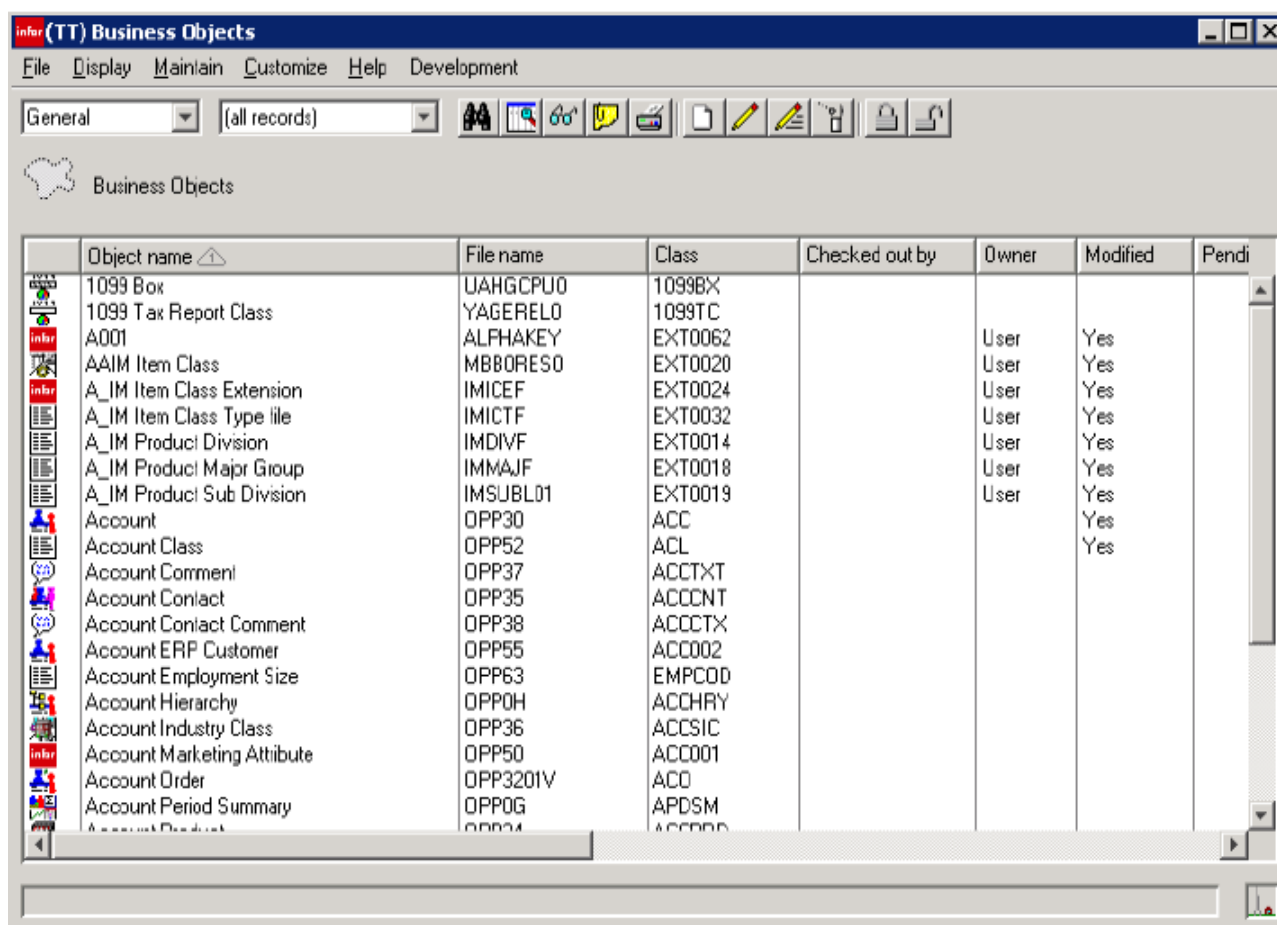 infor (TT) Business Objects
File Display Maintain Customize Help Development
General (all records)
Business Objects
Object name 1 File name Class Checked out by Owner Modified Pendi
1099 Box UAHGCPU0 1099BX
1099 Tax Report Class YAGEREL0 1099TC
infor A001 ALPHAKEY EXT0062 User Yes
AAIM Item Class MBB0RES0 EXT0020 User Yes
infor A_IM Item Class Extension IMICEF EXT0024 User Yes
A_IM Item Class Type file IMICTF EXT0032 User Yes
A_IM Product Division IMDIVF EXT0014 User Yes
A_IM Product Major Group IMMAJF EXT0018 User Yes
A_IM Product Sub Division IMSUBL01 EXT0019 User Yes
Account OPP30 ACC Yes
Account Class OPP52 ACL Yes
Account Comment OPP37 ACCTXT
Account Contact OPP35 ACCCNT
Account Contact Comment OPP38 ACCCTX
Account ERP Customer OPP55 ACC002
Account Employment Size OPP63 EMPCOD
Account Hierarchy OPP0H ACCHRY
Account Industry Class OPP36 ACCSIC
infor Account Marketing Attribute OPP50 ACC001
Account Order OPP3201V ACO
Account Period Summary OPP0G APDSM